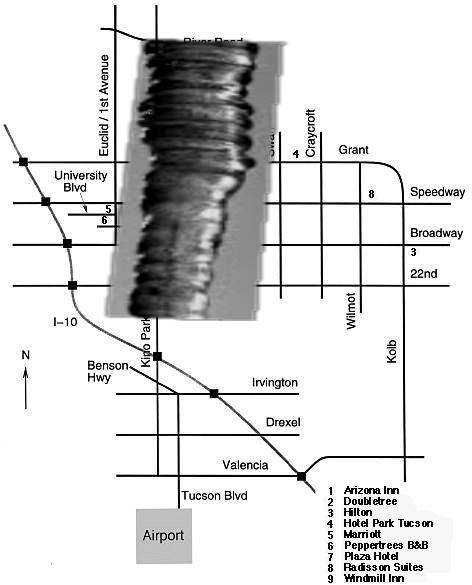 Euclid / 1st Avenue
Craycroft
4
Grant
University
Blvd
8
Speedway
5
6
Broadway
3
22nd
I-10
Kino Park
Wilmot
Kolb
N
Benson
Hwy
Irvington
Drexel
Valencia
Tucson Blvd
Airport
1 Arizona Inn
2 Doubletree
3 Hilton
4 Hotel Park Tucson
5 Marriott
6 Peppertrees B&B
7 Plaza Hotel
8 Radisson Suites
9 Windmill Inn